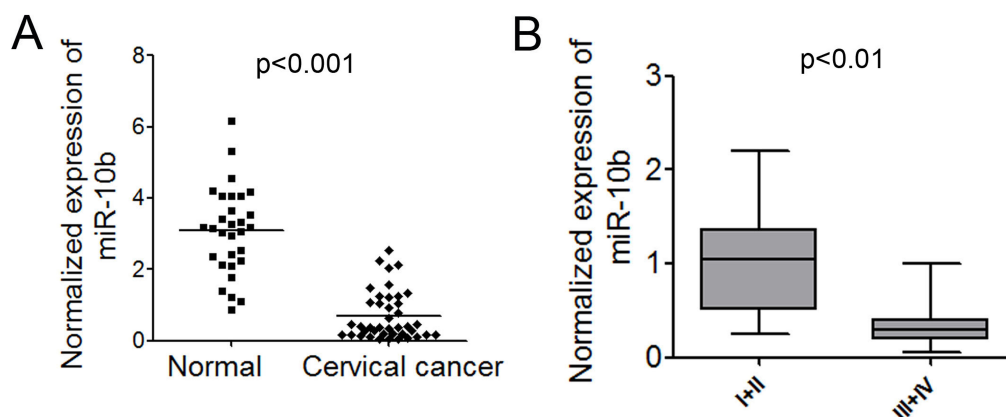 A
Normalized expression of
miR-10b
p<0.001
8
6
4
2
0
Normal
Cervical cancer
B
Normalized expression of
miR-10b
p<0.01
3
2
1
0
I+II
III+IV